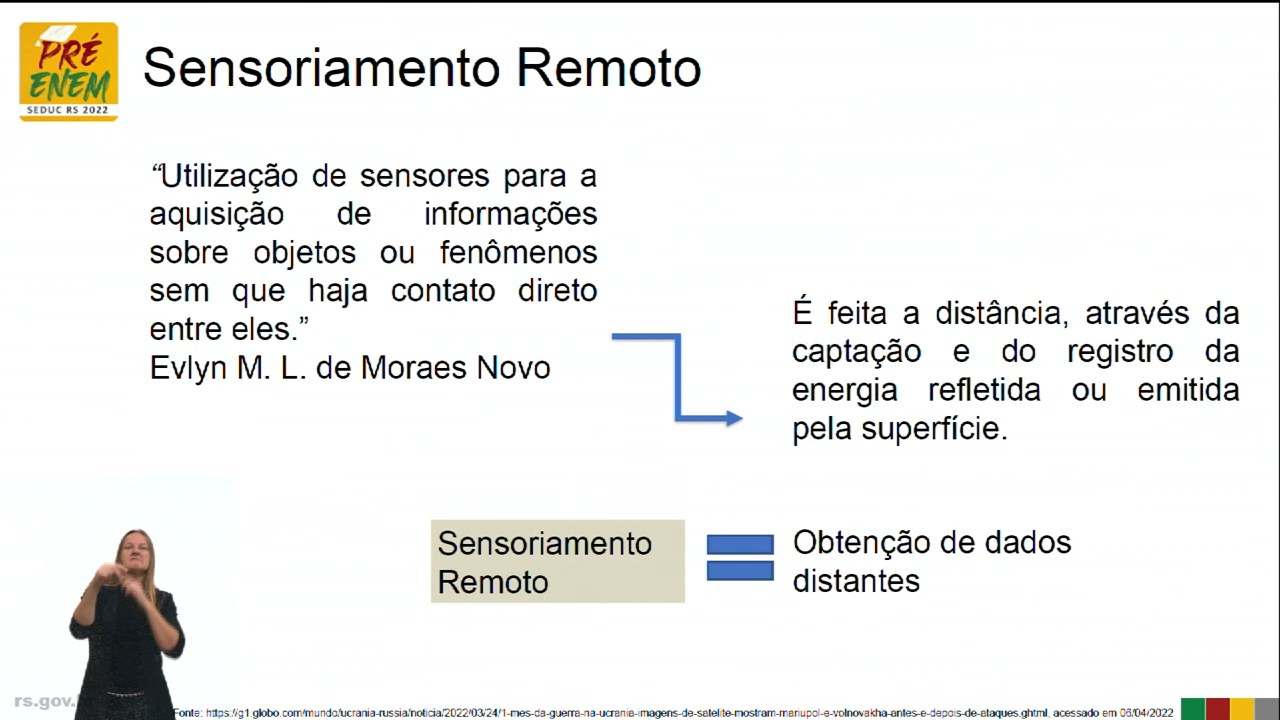 PRÉ
ENEM
SEDUC RS 2022
Sensoriamento Remoto
“Utilização de sensores para a
aquisição de informações
sobre objetos ou fenômenos
sem que haja contato direto
entre eles.”
Evlyn M. L. de Moraes Novo
É feita a distância, através da
captação e do registro da
energia refletida ou emitida
pela superfície.
Sensoriamento
Remoto
Obtenção de dados
distantes
rs.gov.
Fonte: https://g1.globo.com/mundo/ucrania-russia/noticia/2022/03/24/1-mes-da-guerra-na-ucrania-imagens-de-satelite-mostram-mariupol-e-volnovakha-antes-e-depois-de-ataques.ghtml, acessado em 06/04/2022